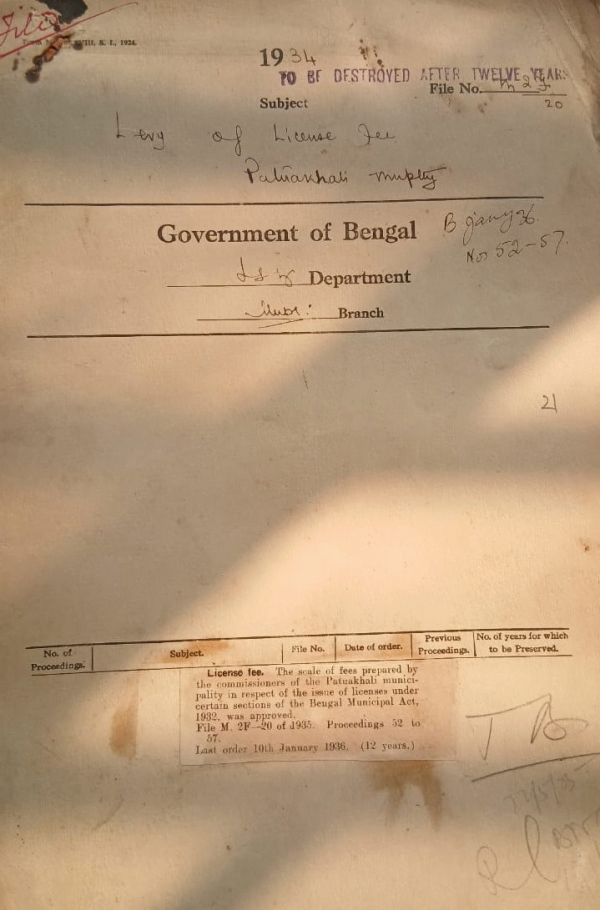 Filed
1934
TO BE DESTROYED AFTER TWELVE YEARS
File No. M 2F
20
Subject
Levy of License Fee
Patuakhali Muplty
Government of Bengal
B Jany 36.
Nos 52-57.
Department
Branch
21
No. of Proceedings.
Subject.
File No.
Date of order.
Previous Proceedings.
No. of years for which to be Preserved.
License fee. The scale of fees prepared by
the commissioners of the Patuakhali munici-
pality in respect of the issue of licenses under
certain sections of the Bengal Municipal Act,
1932, was approved.
File M. 2F—20 of 1935. Proceedings 52 to
57.
Last order 10th January 1936. (12 years.)